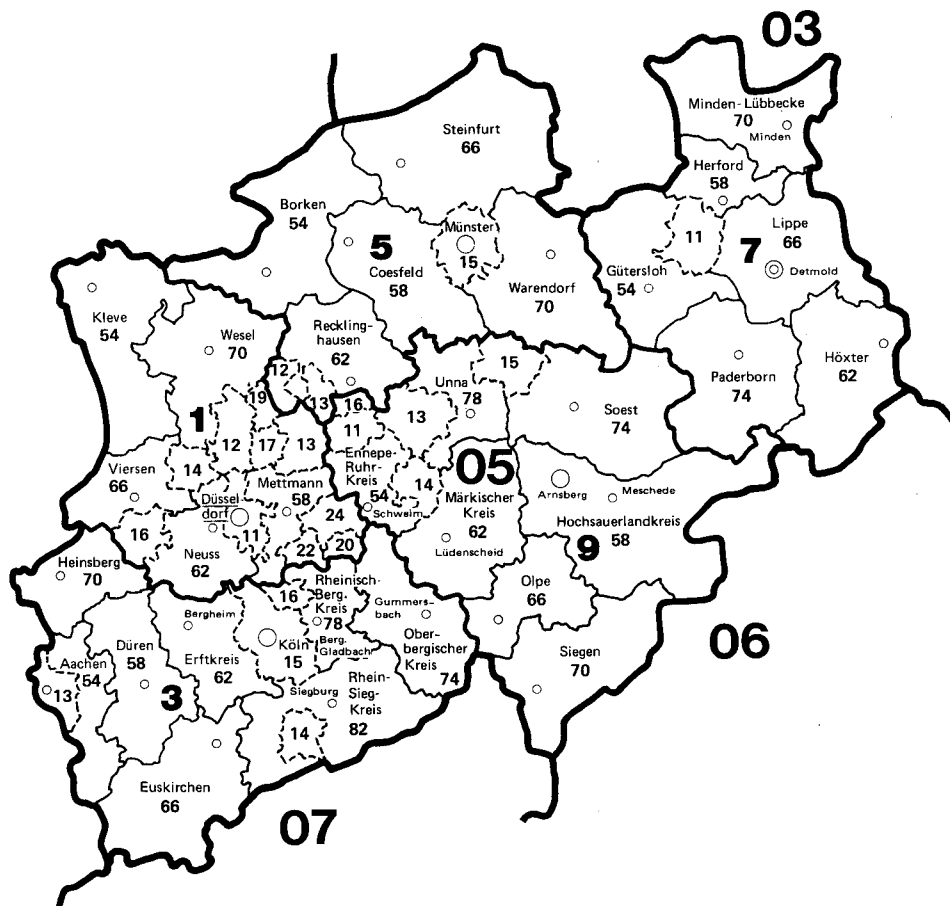 03
Minden-Lübbecke
70
Minden
Steinfurt
66
Herford
58
Borken
54
Münster
15
Lippe
66
11
5
7
Coesfeld
58
Gütersloh
54
Detmold
Warendorf
70
Kleve
54
Wesel
70
Reckling-
hausen
62
Unna
78
15
Höxter
62
Paderborn
74
12
13
16
19
Soest
74
1
12
17
13
11
13
Viersen
66
14
Mettmann
58
Ennepe-
Ruhr-
Kreis
54
14
05
Schwelm
Märkischer
Kreis
62
Lüdenscheid
Arnsberg
Meschede
Hochsauerlandkreis
58
9
Düssel
dorf
11
24
16
Neuss
62
22
20
Heinsberg
70
Olpe
66
06
Bergheim
16
Rheinisch-
Berg.
Kreis
78
Berg.
Gladbach
Gummers-
bach
Ober-
bergischer
Kreis
74
Siegen
70
Aachen
54
13
Düren
58
Erftkreis
62
Köln
15
3
Siegburg
Rhein-
Sieg-
Kreis
82
14
Euskirchen
66
07